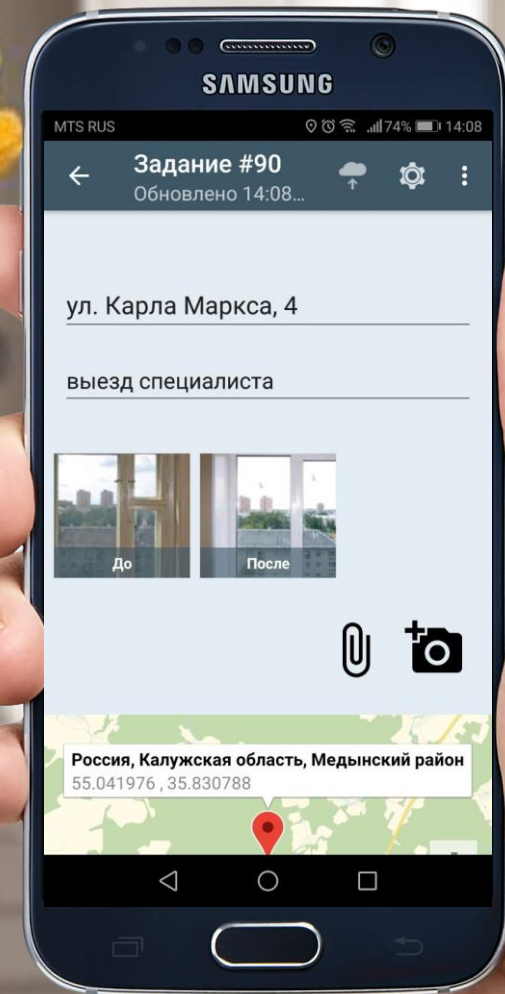 SAMSUNG
MTS RUS 74% 14:08
Задание #90
Обновлено 14:08...
ул. Карла Маркса, 4
выезд специалиста
До После
Россия, Калужская область, Медынский район
55.041976 , 35.830788